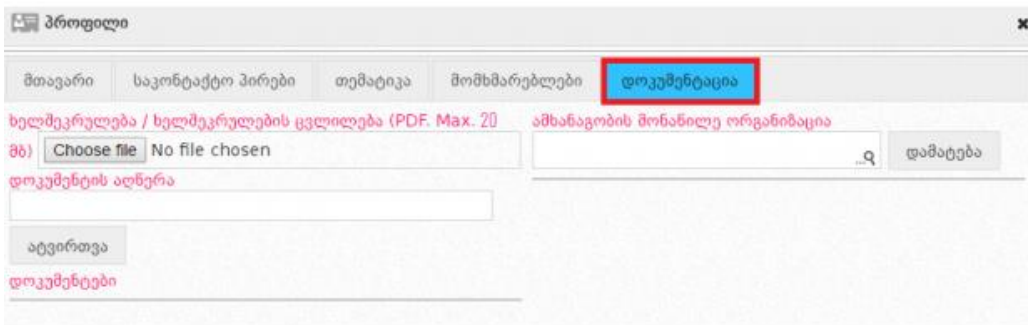 პროფილი
მთავარი საკონტაქტო პირები თემატიკა მომხმარებლები დოკუმენტაცია
ხელშეკრულება / ხელშეკრულების ცვლილება (PDF. Max. 20
მბ) Choose file No file chosen
დოკუმენტის აღწერა
ატვირთვა
დოკუმენტები
ამხანაგობის მონაწილე ორგანიზაცია
... დამატება